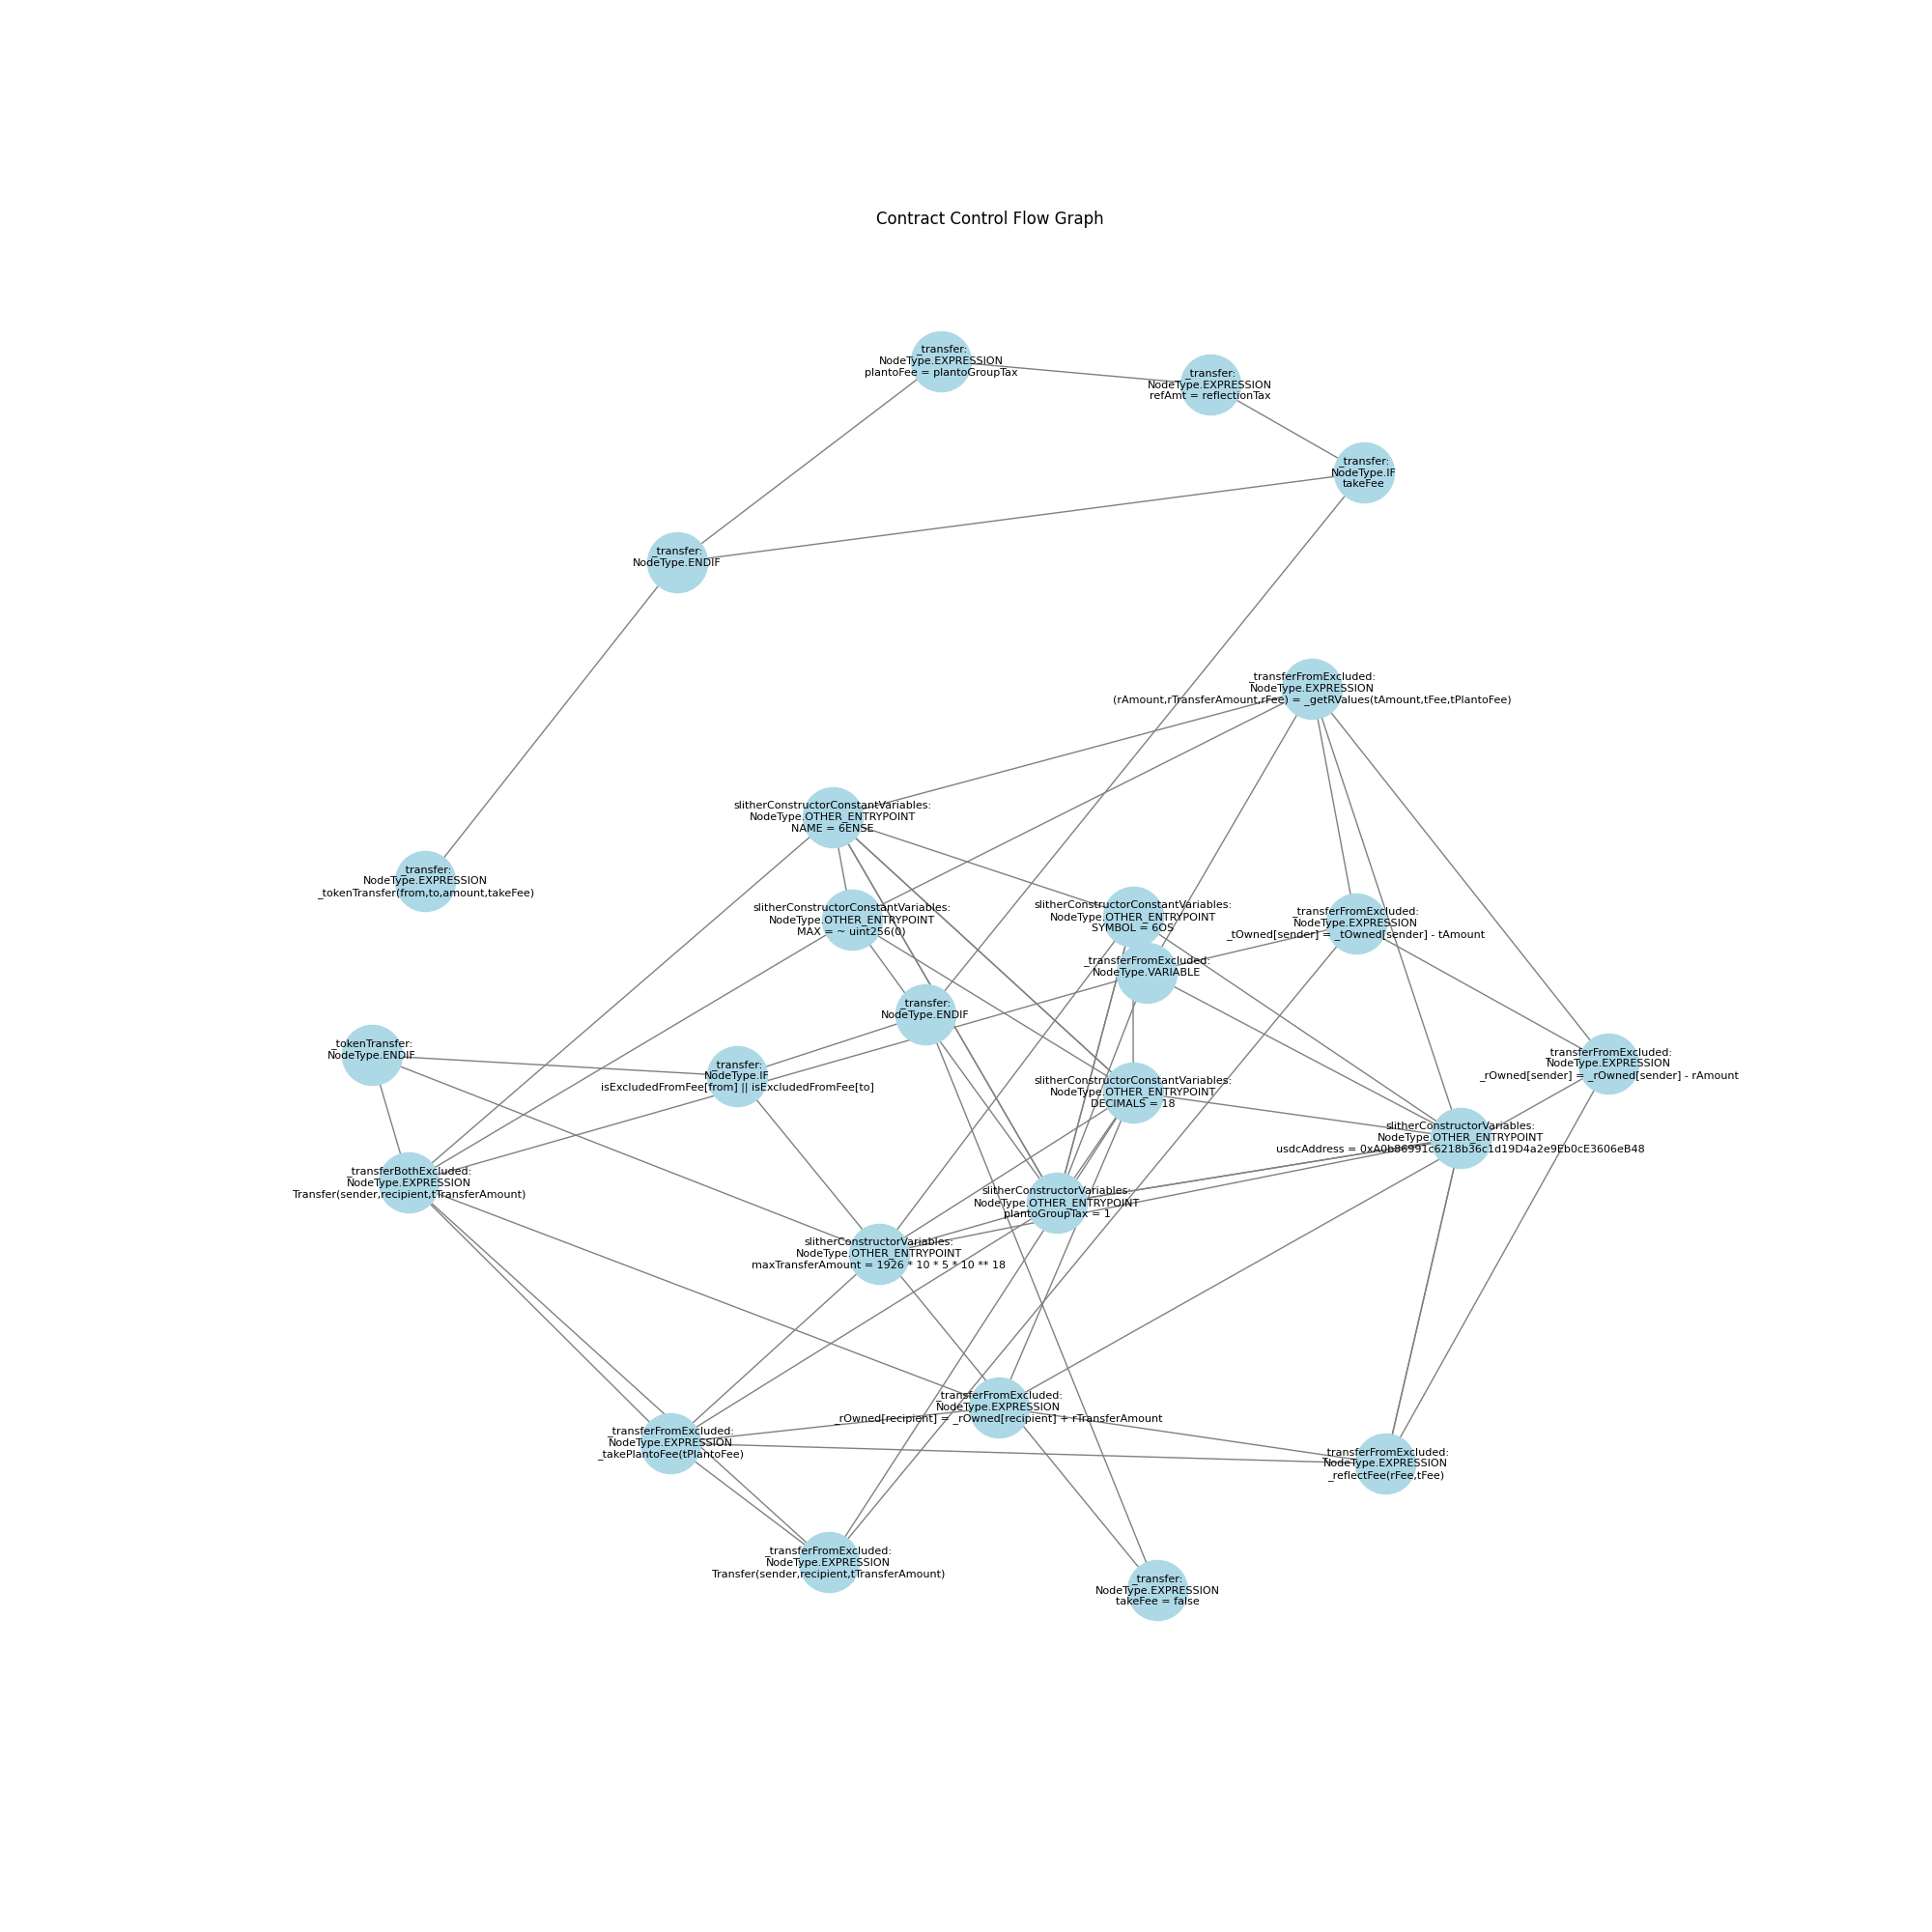 Contract Control Flow Graph
_transfer:
NodeType.EXPRESSION
plantoFee = plantoGroupTax
_transfer:
NodeType.EXPRESSION
refAmt = reflectionTax
_transfer:
NodeType.IF
takeFee
_transfer:
NodeType.ENDIF
_transferFromExcluded:
NodeType.EXPRESSION
(rAmount,rTransferAmount,rFee) = _getRValues(tAmount,tFee,tPlantoFee)
slitherConstructorConstantVariables:
NodeType.OTHER_ENTRYPOINT
NAME = 6ENSE
_transfer:
NodeType.EXPRESSION
_tokenTransfer(from,to,amount,takeFee)
slitherConstructorConstantVariables:
NodeType.OTHER_ENTRYPOINT
MAX = ~ uint256(0)
slitherConstructorConstantVariables:
NodeType.OTHER_ENTRYPOINT
SYMBOL = 6OS
_transferFromExcluded:
NodeType.EXPRESSION
_tOwned[sender] = _tOwned[sender] - tAmount
_transferFromExcluded:
NodeType.VARIABLE
_transfer:
NodeType.ENDIF
_tokenTransfer:
NodeType.ENDIF
_transfer:
NodeType.IF
isExcludedFromFee[from] || isExcludedFromFee[to]
_transferFromExcluded:
NodeType.EXPRESSION
_rOwned[sender] = _rOwned[sender] - rAmount
slitherConstructorConstantVariables:
NodeType.OTHER_ENTRYPOINT
DECIMALS = 18
slitherConstructorVariables:
NodeType.OTHER_ENTRYPOINT
usdcAddress = 0xA0b86991c6218b36c1d19D4a2e9Eb0cE3606eB48
_transferBothExcluded:
NodeType.EXPRESSION
Transfer(sender,recipient,tTransferAmount)
slitherConstructorVariables:
NodeType.OTHER_ENTRYPOINT
plantoGroupTax = 1
slitherConstructorVariables:
NodeType.OTHER_ENTRYPOINT
maxTransferAmount = 1926 * 10 * 5 * 10 ** 18
_transferFromExcluded:
NodeType.EXPRESSION
_rOwned[recipient] = _rOwned[recipient] + rTransferAmount
_transferFromExcluded:
NodeType.EXPRESSION
_takePlantoFee(tPlantoFee)
_transferFromExcluded:
NodeType.EXPRESSION
_reflectFee(rFee,tFee)
_transferFromExcluded:
NodeType.EXPRESSION
Transfer(sender,recipient,tTransferAmount)
_transfer:
NodeType.EXPRESSION
takeFee = false